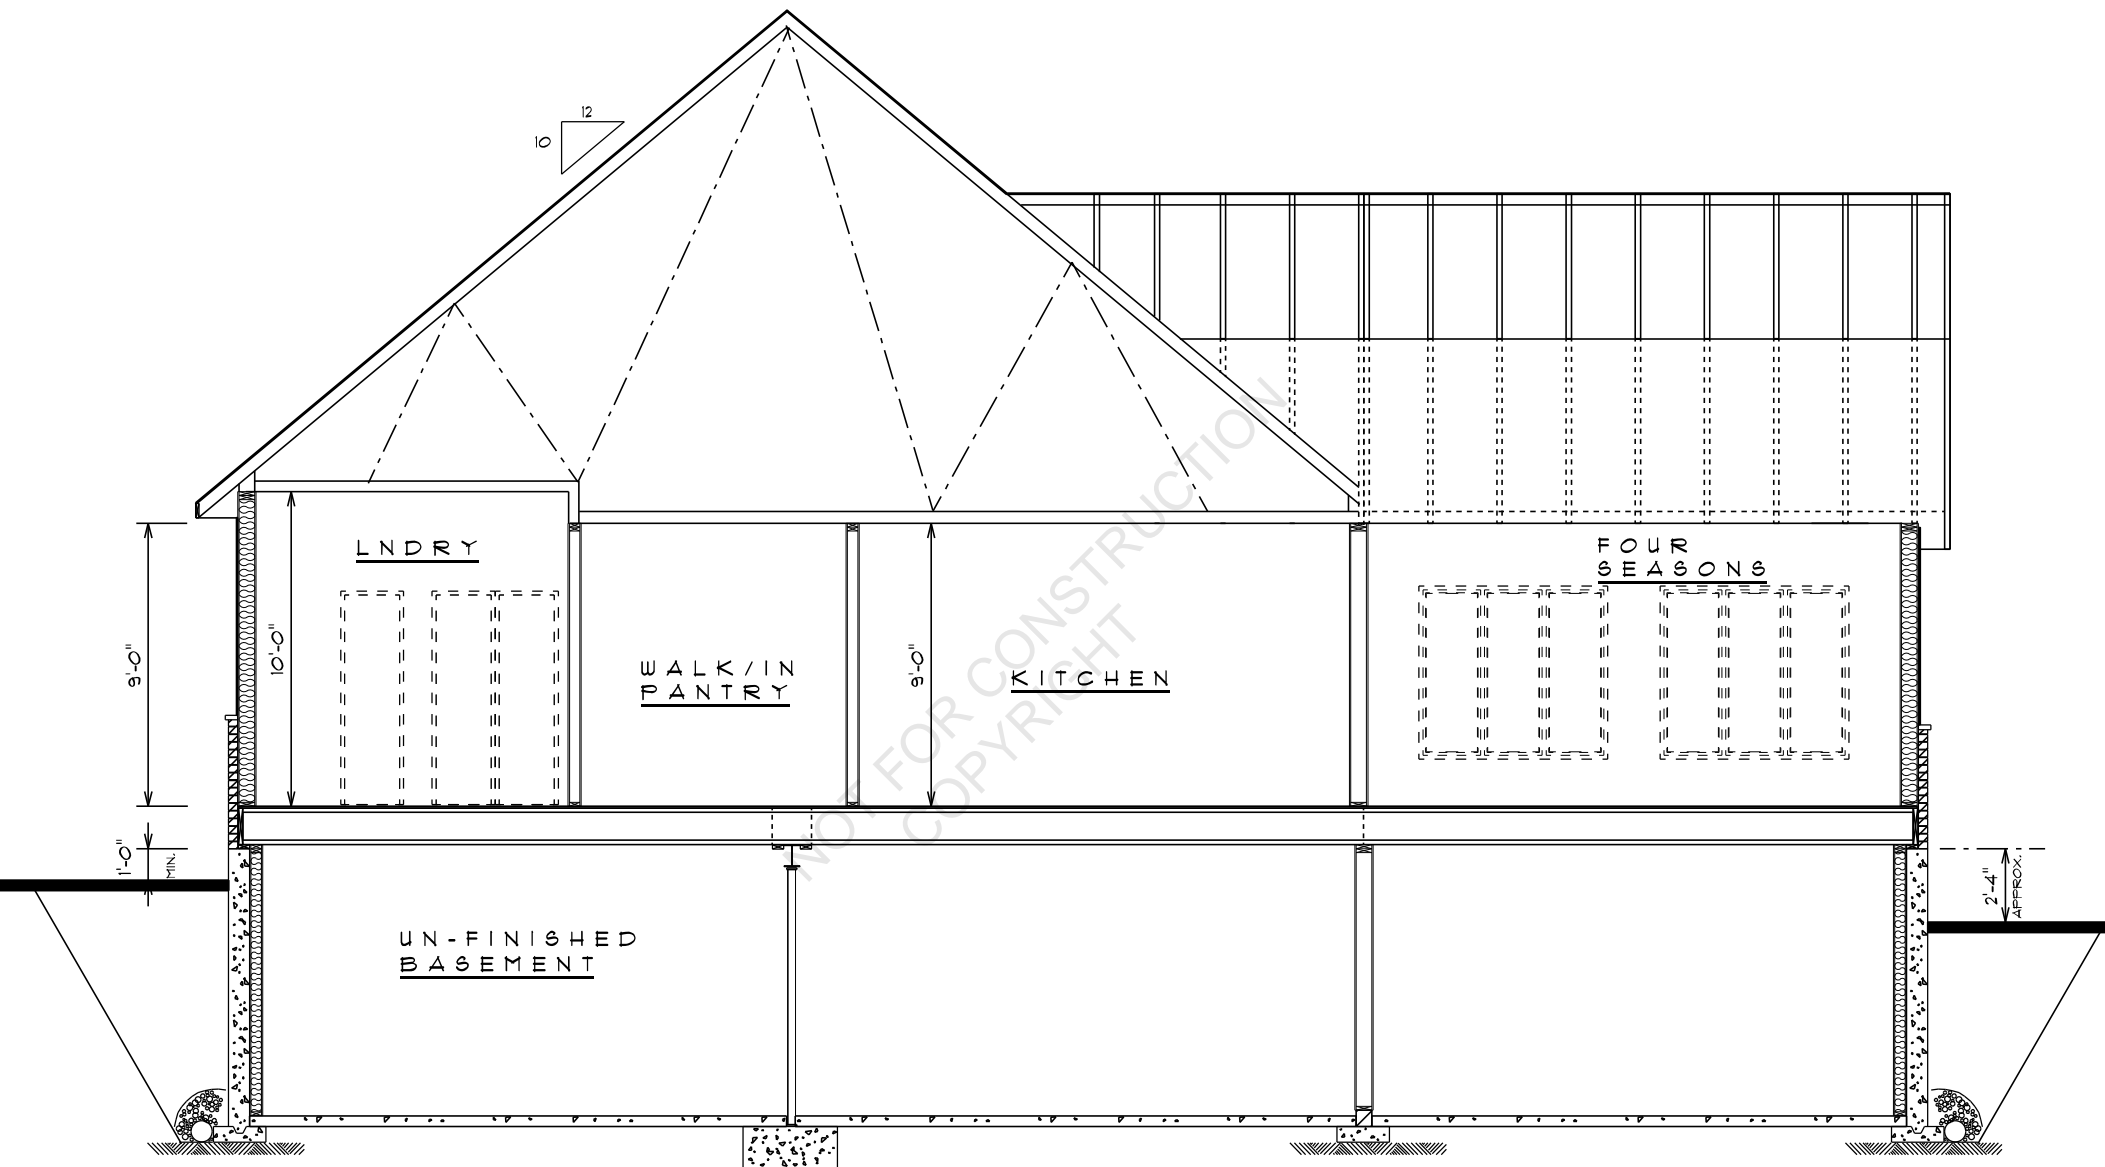 12
10
LNDRY
FOUR
SEASONS
9'-0"
10'-0"
WALK/IN
PANTRY
9'-0"
KITCHEN
NOT FOR CONSTRUCTION
COPYRIGHT
1'-0"
MIN.
2'-4"
APPROX.
UN-FINISHED
BASEMENT